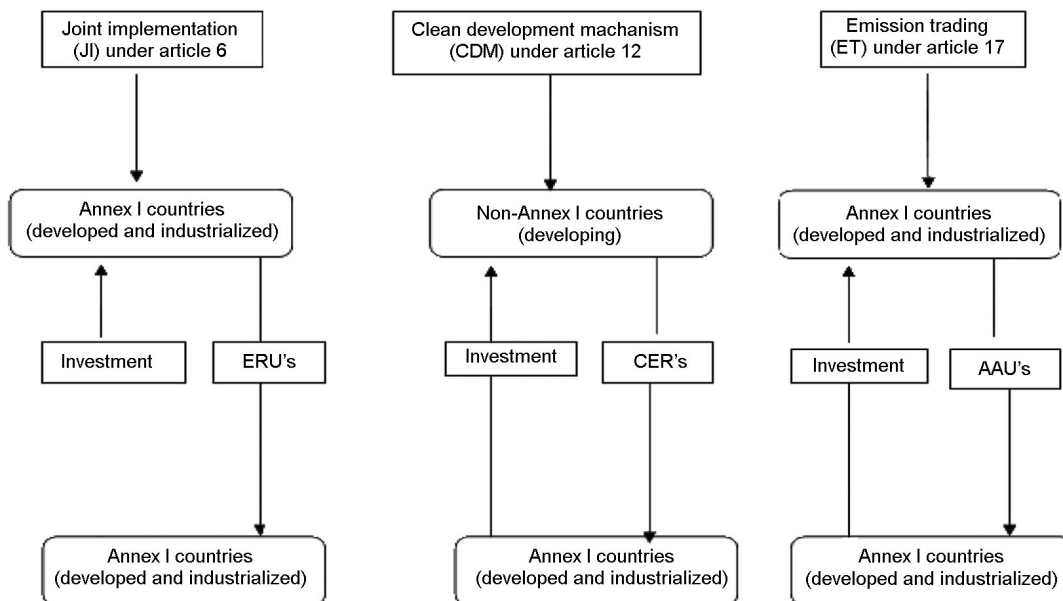 Joint implementation
(JI) under article 6
Annex I countries
(developed and industrialized)
Investment
ERU's
Annex I countries
(developed and industrialized)
Clean development machanism
(CDM) under article 12
Non-Annex I countries
(developing)
Investment
CER's
Annex I countries
(developed and industrialized)
Emission trading
(ET) under article 17
Annex I countries
(developed and industrialized)
Investment
AAU's
Annex I countries
(developed and industrialized)